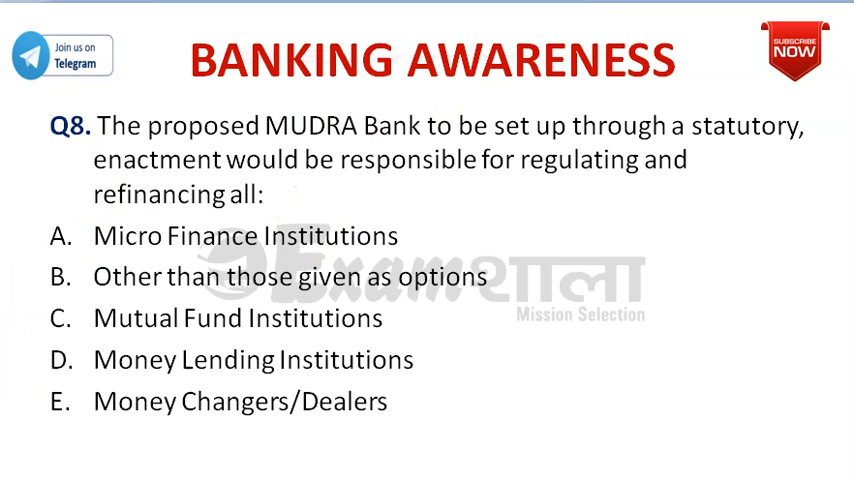 Join us on
Telegram
BANKING AWARENESS
SUBSCRIBE
NOW
Q8. The proposed MUDRA Bank to be set up through a statutory,
enactment would be responsible for regulating and
refinancing all:
A. Micro Finance Institutions
B. Other than those given as options
C. Mutual Fund Institutions
D. Money Lending Institutions
E. Money Changers/Dealers
Examशाला
Mission Selection